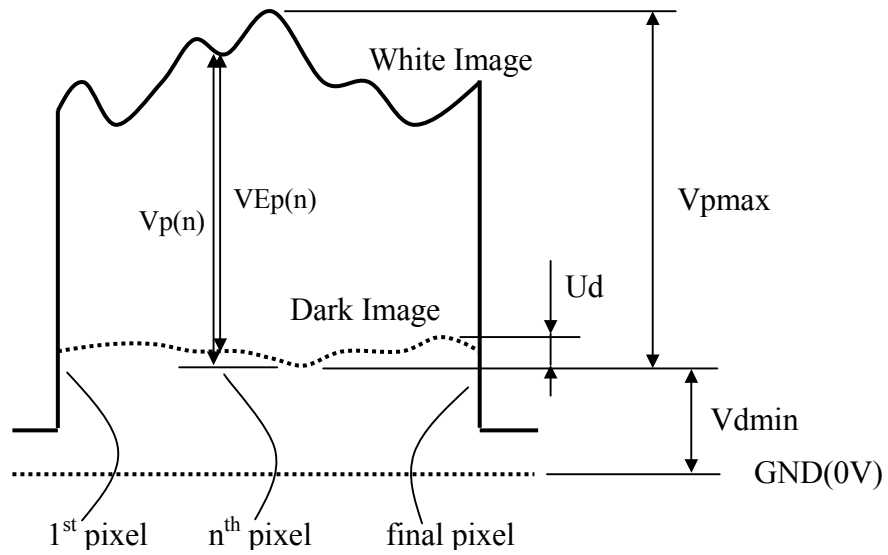 White Image
VEp(n)
Vp(n)
Vpmax
Ud
Dark Image
Vdmin
GND(0V)
1st pixel
nth pixel
final pixel